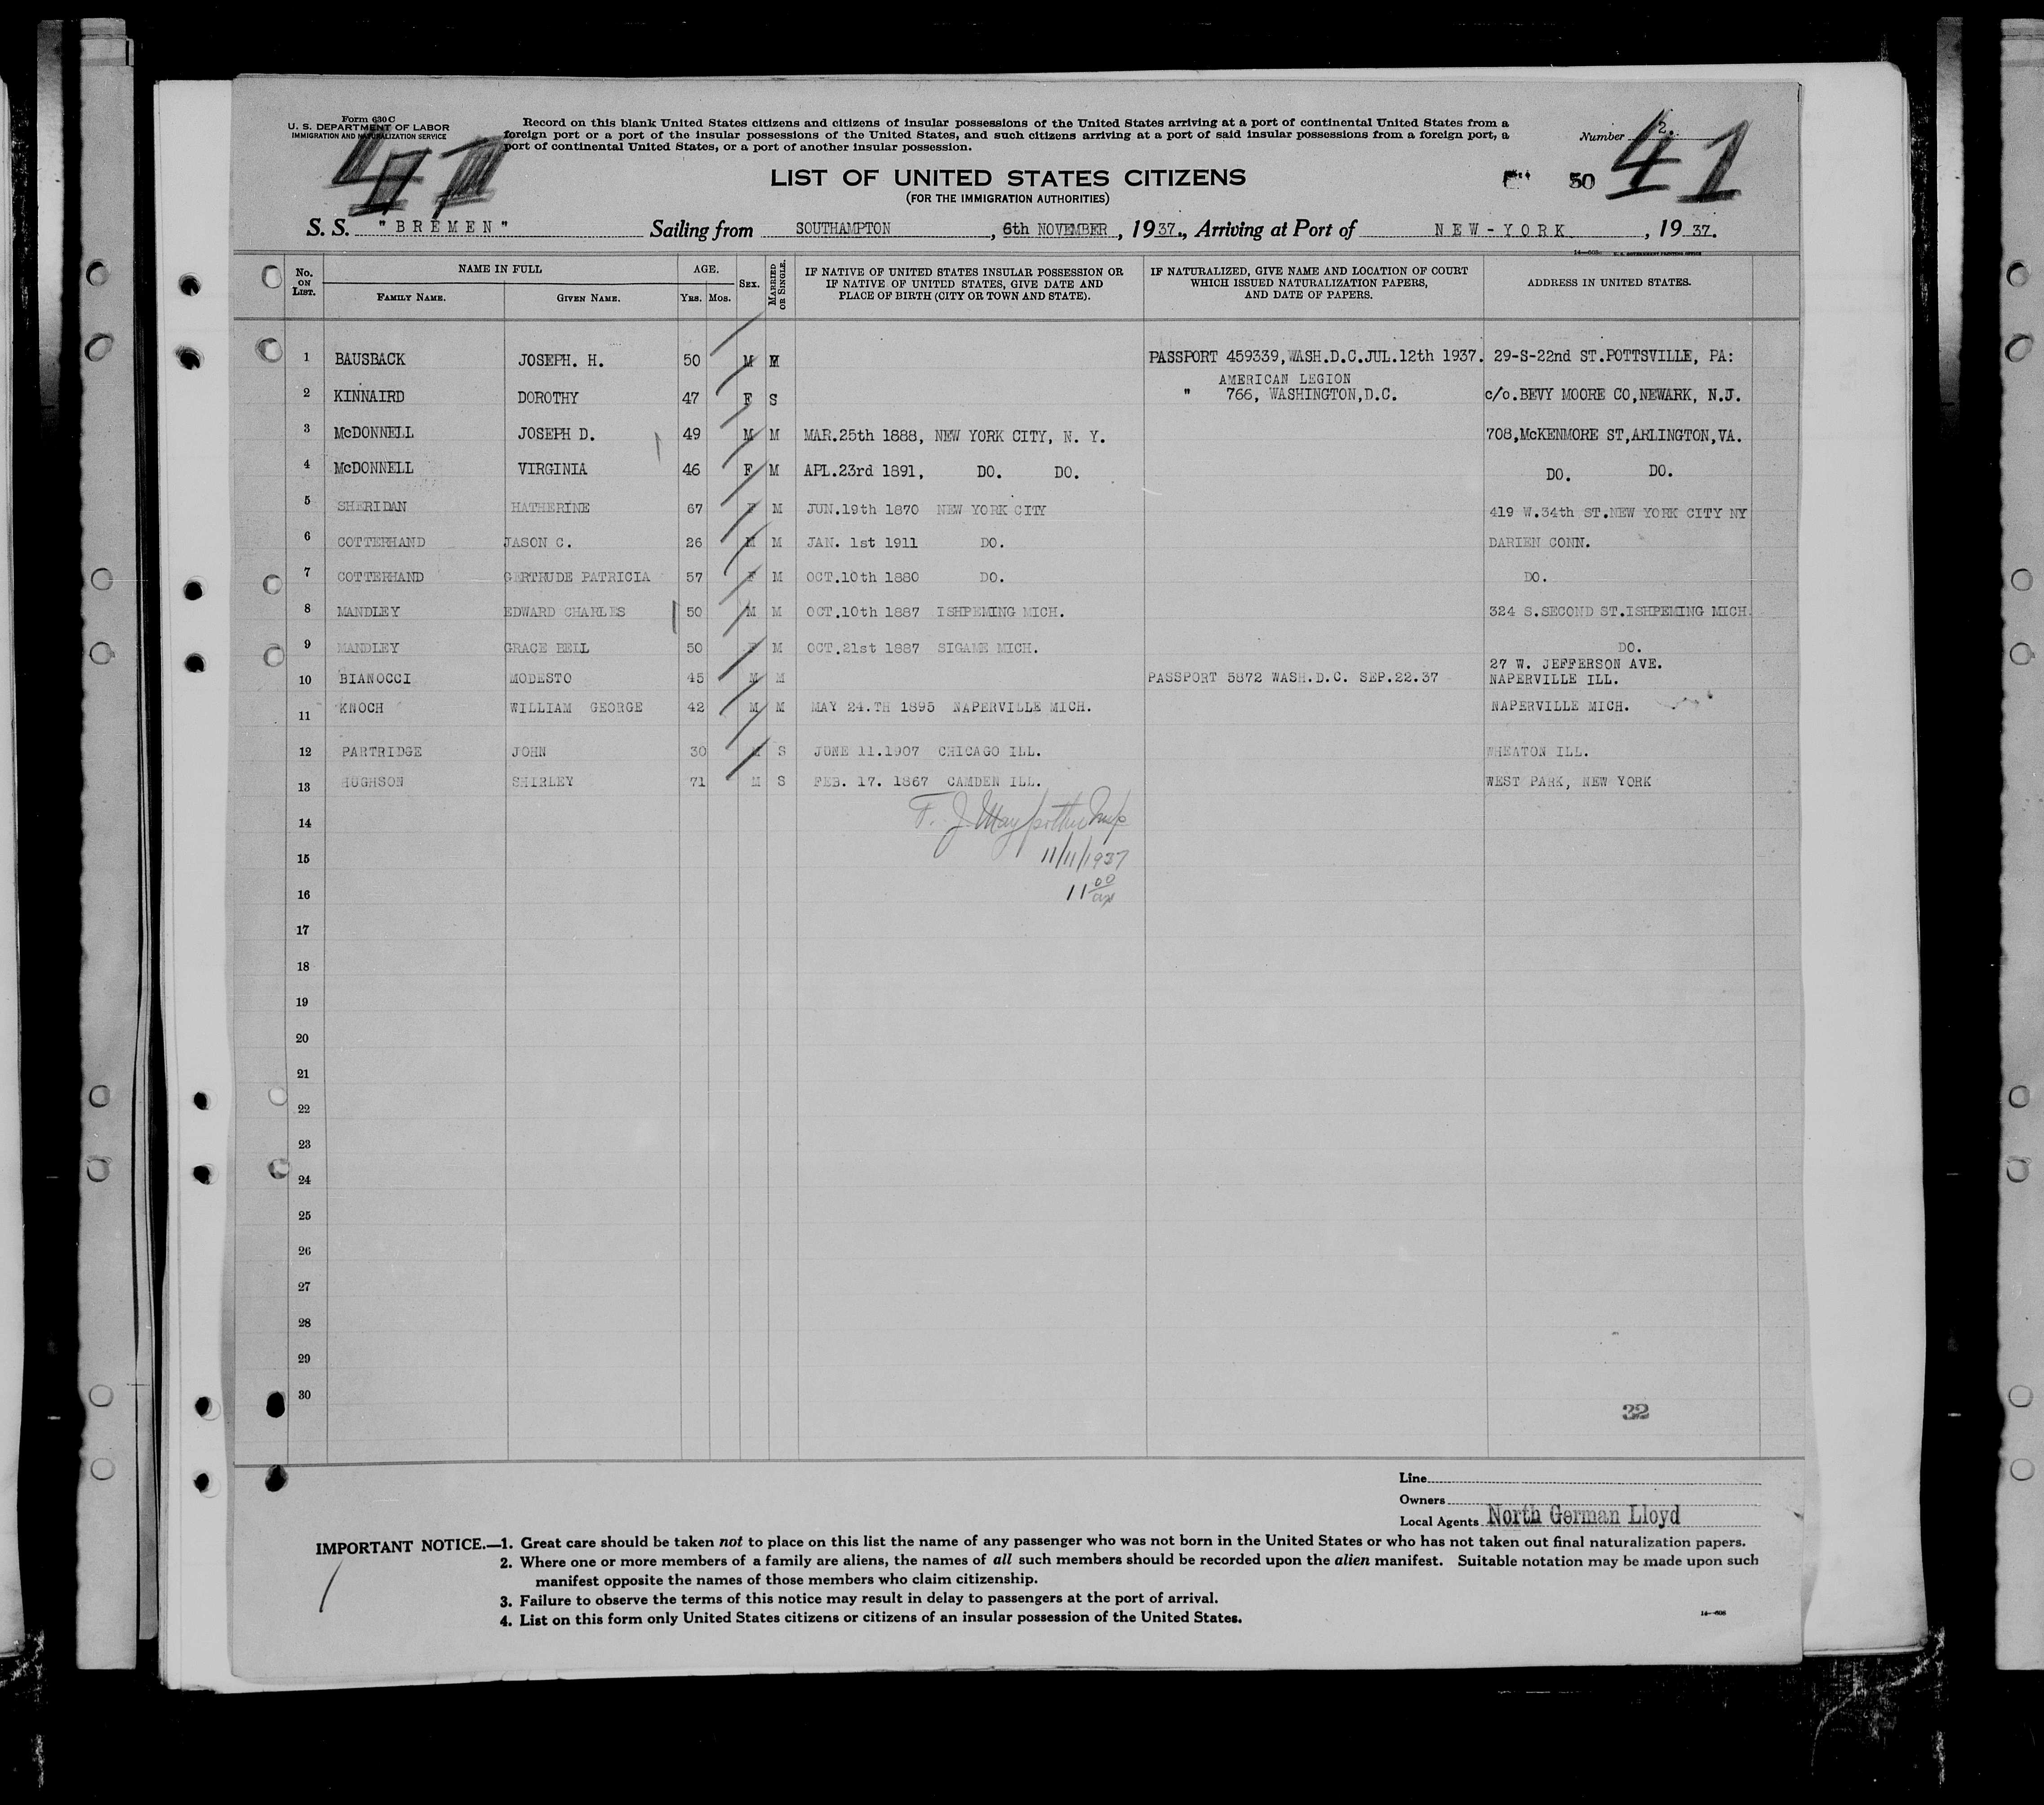 Form 630 C
U. S. DEPARTMENT OF LABOR
IMMIGRATION AND NATURALIZATION SERVICE
Record on this blank United States citizens and citizens of insular possessions of the United States arriving at a port of continental United States from a
foreign port or a port of the insular possessions of the United States, and such citizens arriving at a port of said insular possessions from a foreign port, a
port of continental United States, or a port of another insular possession.
Number 2.
41
LIST OF UNITED STATES CITIZENS
(FOR THE IMMIGRATION AUTHORITIES)
50
S. S. "BREMEN" Sailing from SOUTHAMPTON, 6th NOVEMBER, 1937., Arriving at Port of NEW-YORK, 1937.
No. ON LIST. NAME IN FULL FAMILY NAME. GIVEN NAME. AGE. YRS. MOS. SEX. MARRIED OR SINGLE. IF NATIVE OF UNITED STATES INSULAR POSSESSION OR IF NATIVE OF UNITED STATES, GIVE DATE AND PLACE OF BIRTH (CITY OR TOWN AND STATE). IF NATURALIZED, GIVE NAME AND LOCATION OF COURT WHICH ISSUED NATURALIZATION PAPERS, AND DATE OF PAPERS. ADDRESS IN UNITED STATES.
1 BAUSBACK JOSEPH. H. 50 M M PASSPORT 459339, WASH.D.C.JUL.12th 1937. 29-S-22nd ST.POTTSVILLE, PA:
AMERICAN LEGION
2 KINNAIRD DOROTHY 47 F S " 766, WASHINGTON,D.C. c/o.BEVY MOORE CO,NEWARK, N.J.
3 McDONNELL JOSEPH D. 49 M M MAR.25th 1888, NEW YORK CITY, N. Y. 708,McKENMORE ST,ARLINGTON,VA.
4 McDONNELL VIRGINIA 46 F M APL.23rd 1891, DO. DO. DO. DO.
5 SHERIDAN HATHERINE 67 F M JUN.19th 1870 NEW YORK CITY 419 W.34th ST.NEW YORK CITY NY
6 COTTERHAND JASON C. 26 M M JAN. 1st 1911 DO. DARIEN CONN.
7 COTTERHAND GERTRUDE PATRICIA 57 F M OCT.10th 1880 DO. DO.
8 MANDLEY EDWARD CHARLES 50 M M OCT.10th 1887 ISHPEMING MICH. 324 S.SECOND ST.ISHPEMING MICH.
9 MANDLEY GRACE BELL 50 F M OCT.21st 1887 SIGAME MICH. DO.
27 W. JEFFERSON AVE.
10 BIANOCCI MODESTO 45 M M PASSPORT 5872 WASH.D.C. SEP.22.37 NAPERVILLE ILL.
11 KNOCH WILLIAM GEORGE 42 M M MAY 24.TH 1895 NAPERVILLE MICH. NAPERVILLE MICH.
12 PARTRIDGE JOHN 30 M S JUNE 11.1907 CHICAGO ILL. WHEATON ILL.
13 HUGHSON SHIRLEY 71 M S FEB. 17. 1867 CAMDEN ILL. WEST PARK, NEW YORK
14
15 11/11/1937
16 11 00
17
18
19
20
21
22
23
24
25
26
27
28
29
30
32
Line
Owners
Local Agents North German Lloyd
IMPORTANT NOTICE.—1. Great care should be taken not to place on this list the name of any passenger who was not born in the United States or who has not taken out final naturalization papers.
2. Where one or more members of a family are aliens, the names of all such members should be recorded upon the alien manifest. Suitable notation may be made upon such
manifest opposite the names of those members who claim citizenship.
3. Failure to observe the terms of this notice may result in delay to passengers at the port of arrival.
4. List on this form only United States citizens or citizens of an insular possession of the United States.